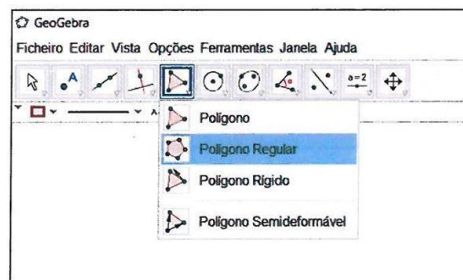 GeoGebra
Ficheiro Editar Vista Opções Ferramentas Janela Ajuda
A
a=2
Polígono
Polígono Regular
Polígono Rígido
Polígono Semideformável